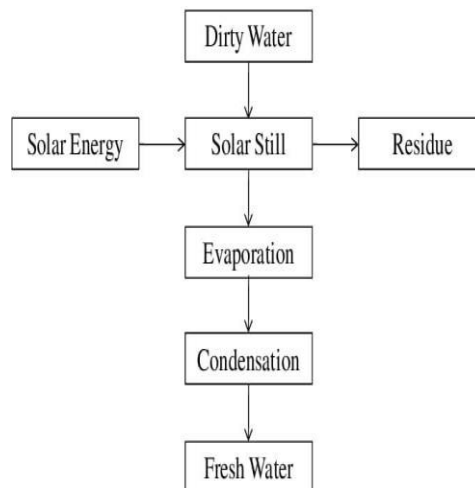 Dirty Water
Solar Energy
Solar Still
Residue
Evaporation
Condensation
Fresh Water